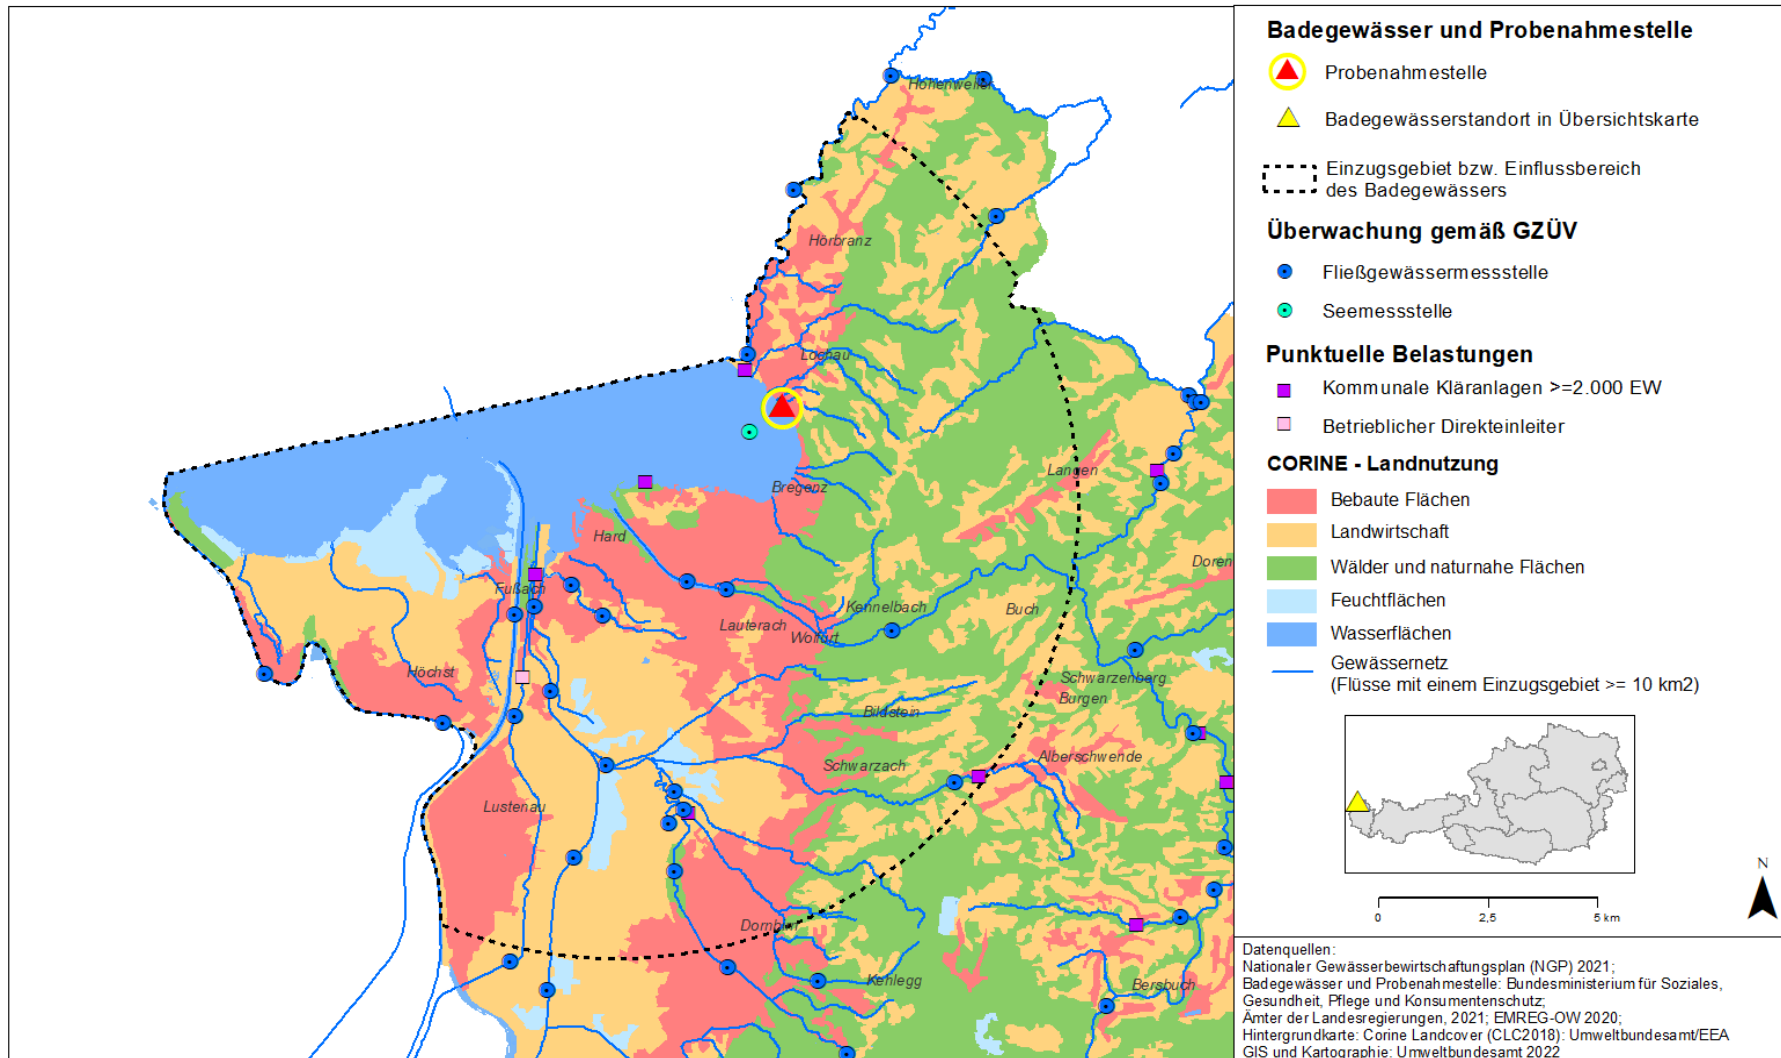 Badegewässer und Probenahmestelle
Probenahmestelle
Badegewässerstandort in Übersichtskarte
Einzugsgebiet bzw. Einflussbereich
des Badegewässers
Überwachung gemäß GZÜV
Fließgewässermessstelle
Seemessstelle
Punktuelle Belastungen
Kommunale Kläranlagen >=2.000 EW
Betrieblicher Direkteinleiter
CORINE - Landnutzung
Bebaute Flächen
Landwirtschaft
Wälder und naturnahe Flächen
Feuchtflächen
Wasserflächen
Gewässernetz
(Flüsse mit einem Einzugsgebiet >= 10 km2)
N
0 2,5 5 km
Datenquellen:
Nationaler Gewässerbewirtschaftungsplan (NGP) 2021;
Badegewässer und Probenahmestelle: Bundesministerium für Soziales,
Gesundheit, Pflege und Konsumentenschutz;
Ämter der Landesregierungen, 2021; EMREG-OW 2020;
Hintergrundkarte: Corine Landcover (CLC2018): Umweltbundesamt/EEA
GIS und Kartographie: Umweltbundesamt 2022
Hohenweiler
Hörbranz
Lochau
Langen
Bregenz
Hard
Doren
Fußach
Kennelbach
Buch
Lauterach
Wolfurt
Höchst
Schwarzenberg
Burgen
Bildstein
Alberschwende
Schwarzach
Lustenau
Dornbirn
Kehlegg
Bersbuch